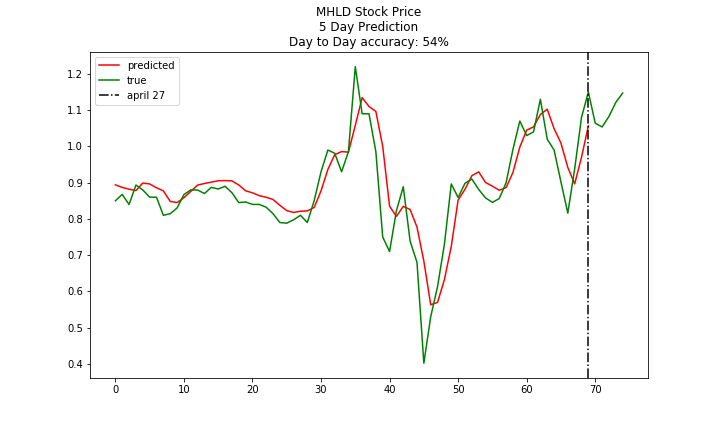 MHLD Stock Price
5 Day Prediction
Day to Day accuracy: 54%
predicted
true
april 27
1.2
1.1
1.0
0.9
0.8
0.7
0.6
0.5
0.4
0 10 20 30 40 50 60 70